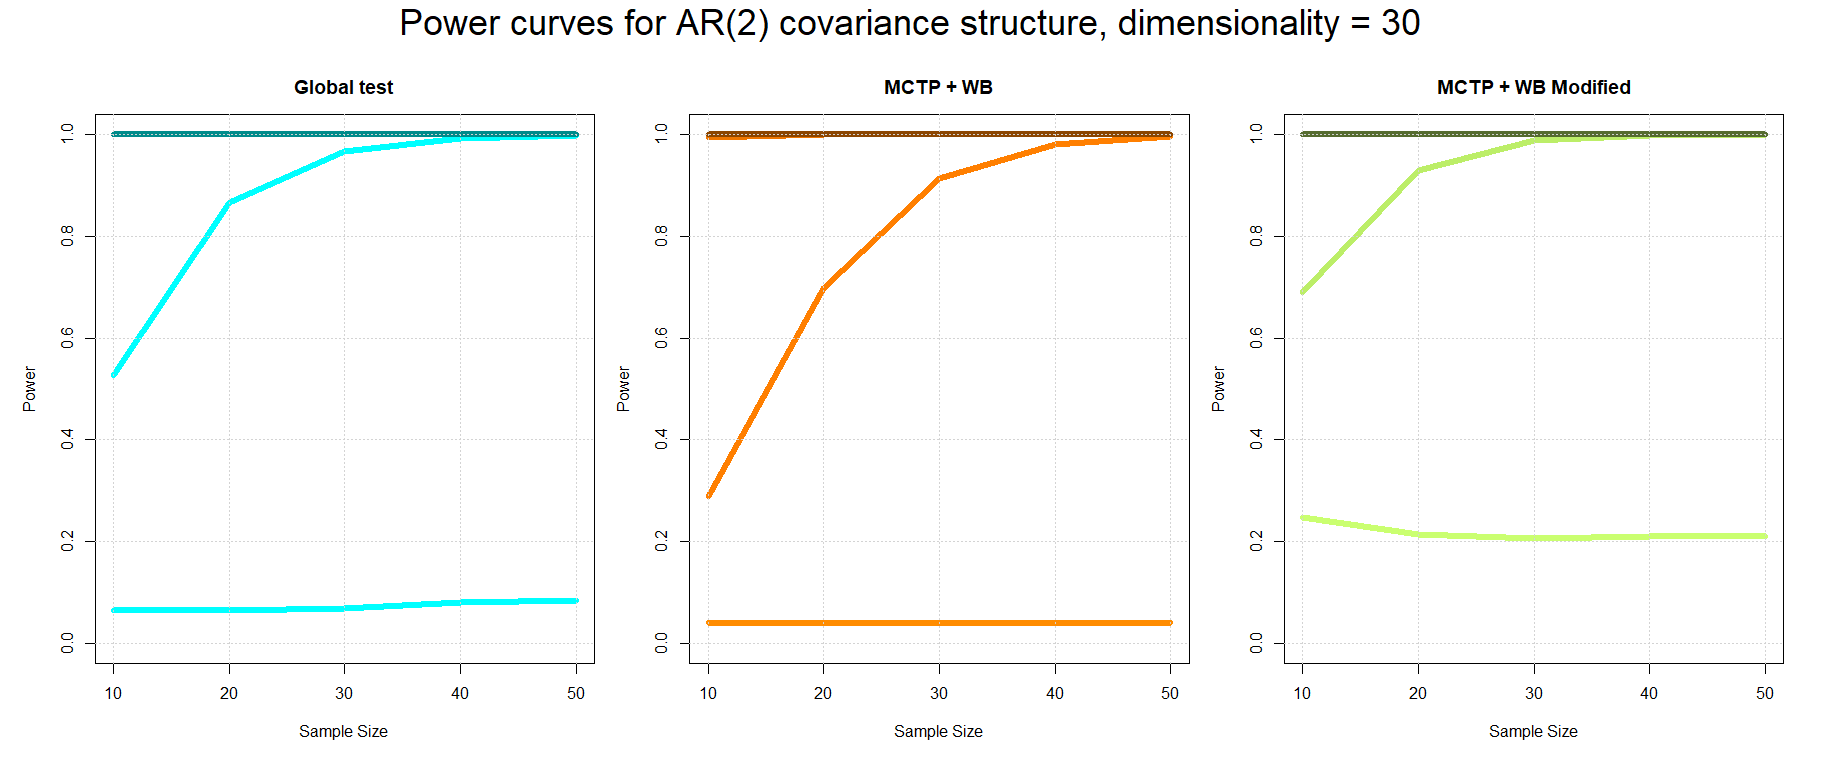 Power curves for AR(2) covariance structure, dimensionality = 30
Global test
Power
1.0
0.8
0.6
0.4
0.2
0.0
10 20 30 40 50
Sample Size
MCTP + WB
Power
1.0
0.8
0.6
0.4
0.2
0.0
10 20 30 40 50
Sample Size
MCTP + WB Modified
Power
1.0
0.8
0.6
0.4
0.2
0.0
10 20 30 40 50
Sample Size